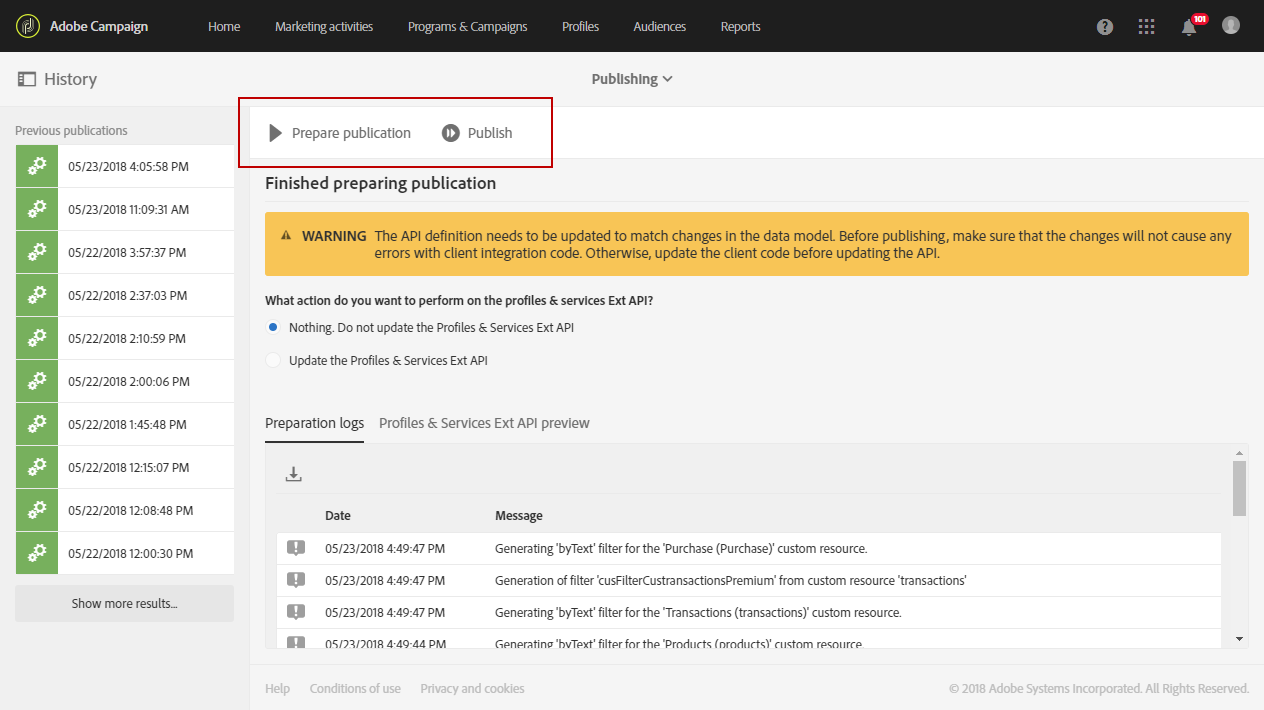 Adobe Campaign
Home
Marketing activities
Programs & Campaigns
Profiles
Audiences
Reports
?
101
History
Publishing
Previous publications
05/23/2018 4:05:58 PM
05/23/2018 11:09:31 AM
05/22/2018 3:57:37 PM
05/22/2018 2:37:03 PM
05/22/2018 2:10:59 PM
05/22/2018 2:00:06 PM
05/22/2018 1:45:48 PM
05/22/2018 12:15:07 PM
05/22/2018 12:08:48 PM
05/22/2018 12:00:30 PM
Show more results...
Prepare publication
Publish
Finished preparing publication
WARNING The API definition needs to be updated to match changes in the data model. Before publishing, make sure that the changes will not cause any
errors with client integration code. Otherwise, update the client code before updating the API.
What action do you want to perform on the profiles & services Ext API?
Nothing. Do not update the Profiles & Services Ext API
Update the Profiles & Services Ext API
Preparation logs
Profiles & Services Ext API preview
Date Message
05/23/2018 4:49:47 PM Generating 'byText' filter for the 'Purchase (Purchase)' custom resource.
05/23/2018 4:49:47 PM Generation of filter 'cusFilterCustransactionsPremium' from custom resource 'transactions'
05/23/2018 4:49:47 PM Generating 'byText' filter for the 'Transactions (transactions)' custom resource.
05/23/2018 4:49:44 PM Generating 'byText' filter for the 'Products (products)' custom resource.
Help
Conditions of use
Privacy and cookies
© 2018 Adobe Systems Incorporated. All Rights Reserved.